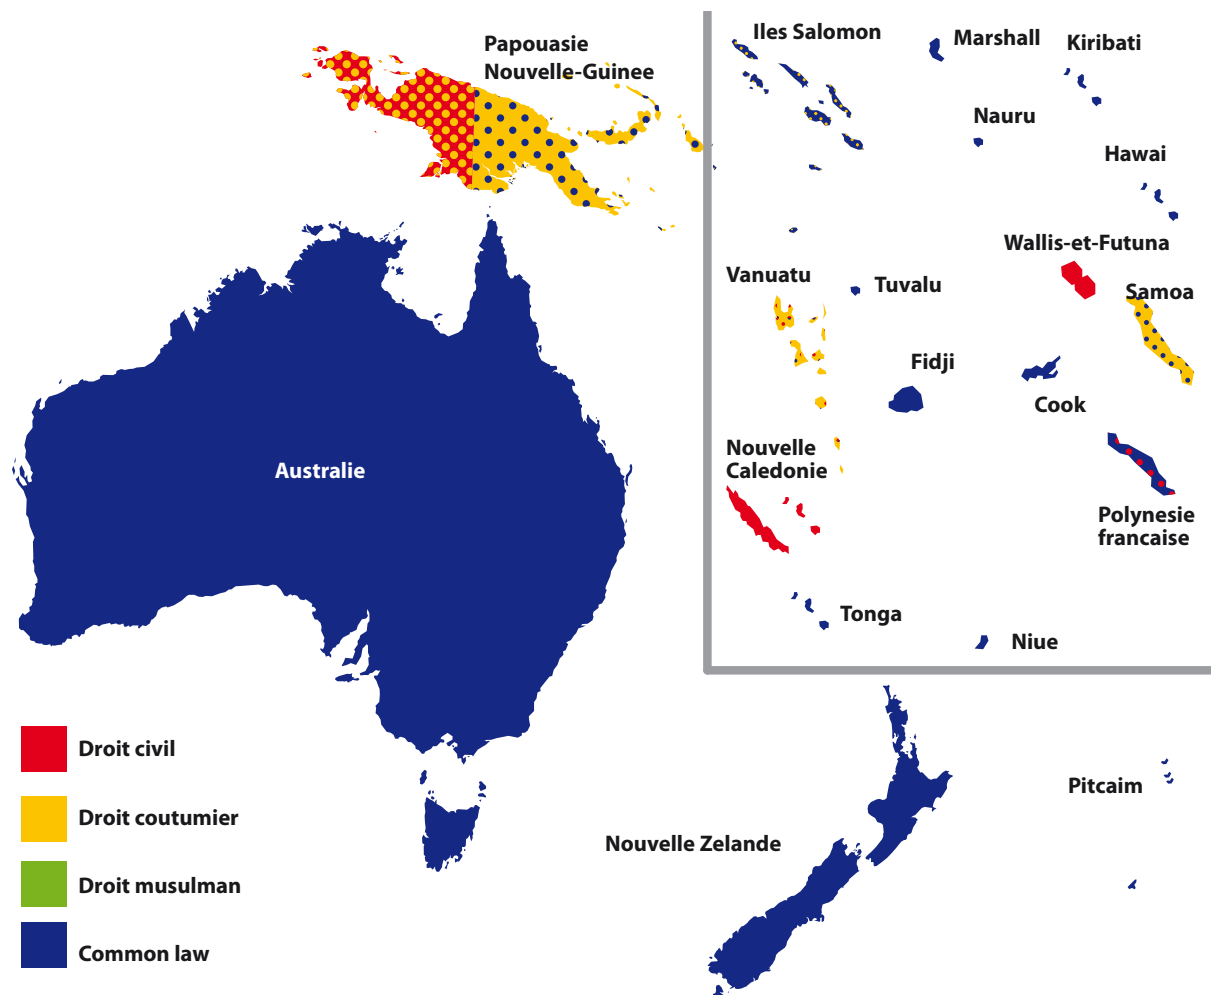 Papouasie
Nouvelle-Guinee
Iles Salomon
Marshall
Kiribati
Nauru
Hawai
Wallis-et-Futuna
Vanuatu
Tuvalu
Samoa
Fidji
Cook
Nouvelle
Caledonie
Australie
Polynesie
francaise
Tonga
Niue
Droit civil
Droit coutumier
Droit musulman
Common law
Nouvelle Zelande
Pitcaim